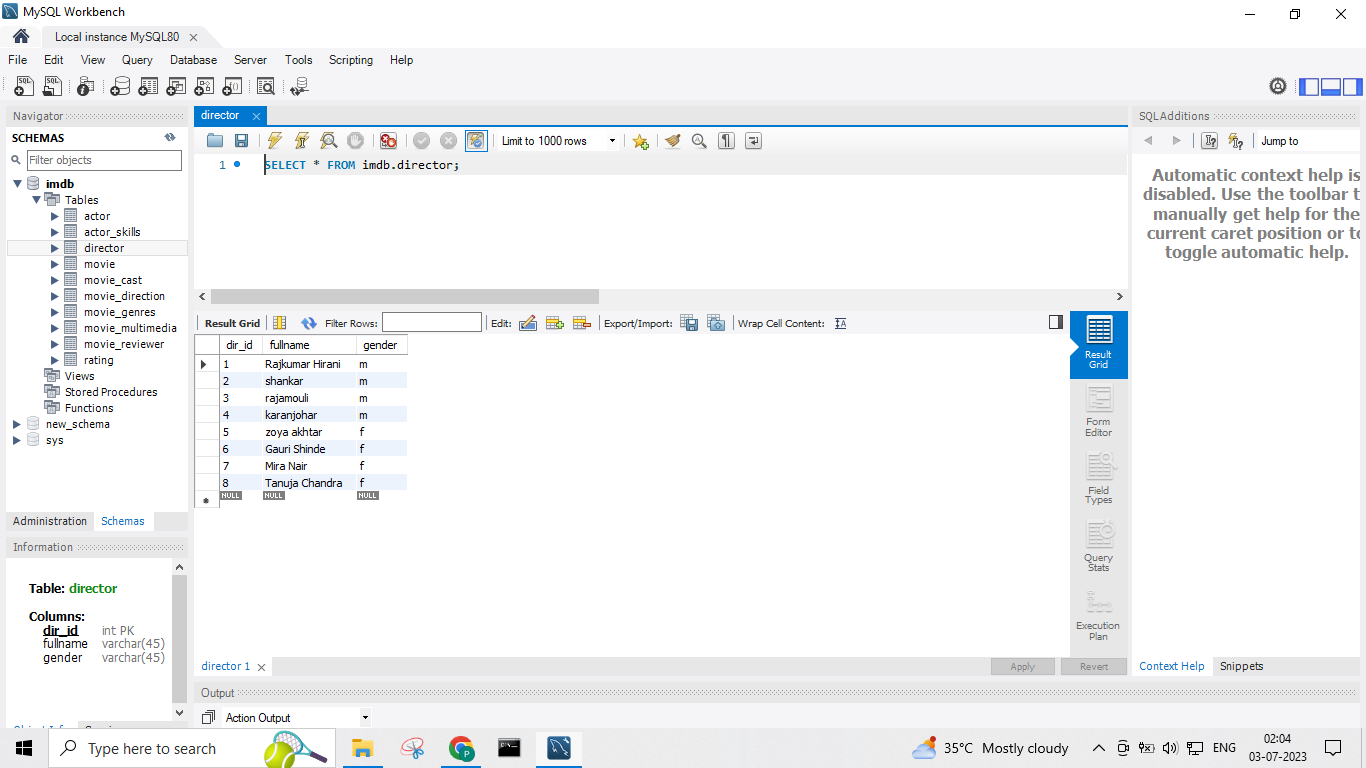 MySQL Workbench
Local instance MySQL80
File Edit View Query Database Server Tools Scripting Help
Navigator
SCHEMAS
Filter objects
imdb
Tables
actor
actor_skills
director
movie
movie_cast
movie_direction
movie_genres
movie_multimedia
movie_reviewer
rating
Views
Stored Procedures
Functions
new_schema
sys
Administration Schemas
Information
Table: director
Columns:
dir_id int PK
fullname varchar(45)
gender varchar(45)
director
Limit to 1000 rows
1 SELECT * FROM imdb.director;
Result Grid Filter Rows: Edit: Export/Import: Wrap Cell Content:
dir_id fullname gender
1 Rajkumar Hirani m
2 shankar m
3 rajamouli m
4 karanjohar m
5 zoya akhtar f
6 Gauri Shinde f
7 Mira Nair f
8 Tanuja Chandra f
NULL NULL NULL
Result
Grid
Form
Editor
Field
Types
Query
Stats
Execution
Plan
director 1 Apply Revert
Output
Action Output
SQLAdditions
Jump to
Automatic context help is
disabled. Use the toolbar t
manually get help for the
current caret position or to
toggle automatic help.
Context Help Snippets
Type here to search
35°C Mostly cloudy
ENG
02:04
03-07-2023